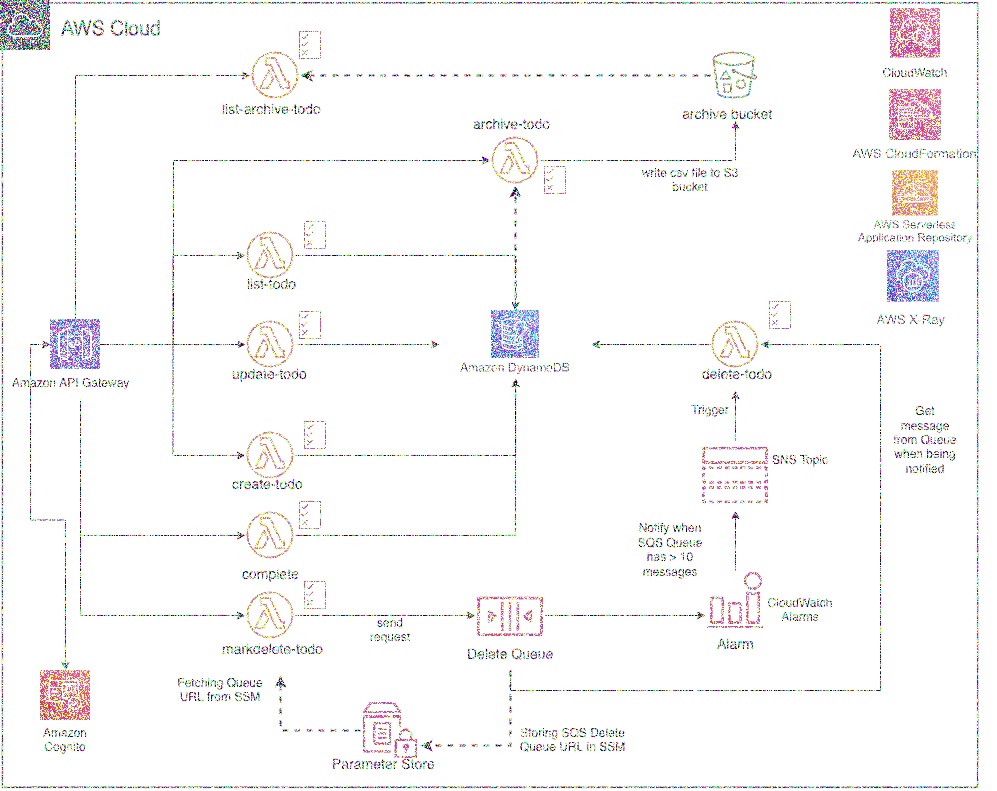 AWS Cloud
list-archive-todo
archive bucket
archive-todo
write csv file to S3
bucket
CloudWatch
AWS CloudFormation
AWS Serverless
Application Repository
AWS X-Ray
list-todo
Amazon API Gateway
update-todo
Amazon DynamoDS
delete-todo
Trigger
Get
message
from Queue
when being
notified
create-todo
SNS Topic
Notify when
SQS Queue
has > 10
messages
complete
CloudWatch
Alarms
Alarm
send
request
markdelete-todo
Delete Queue
Fetching Queue
URL from SSM
Amazon
Cognito
Storing SQS Delete
Queue URL in SSM
Parameter Store